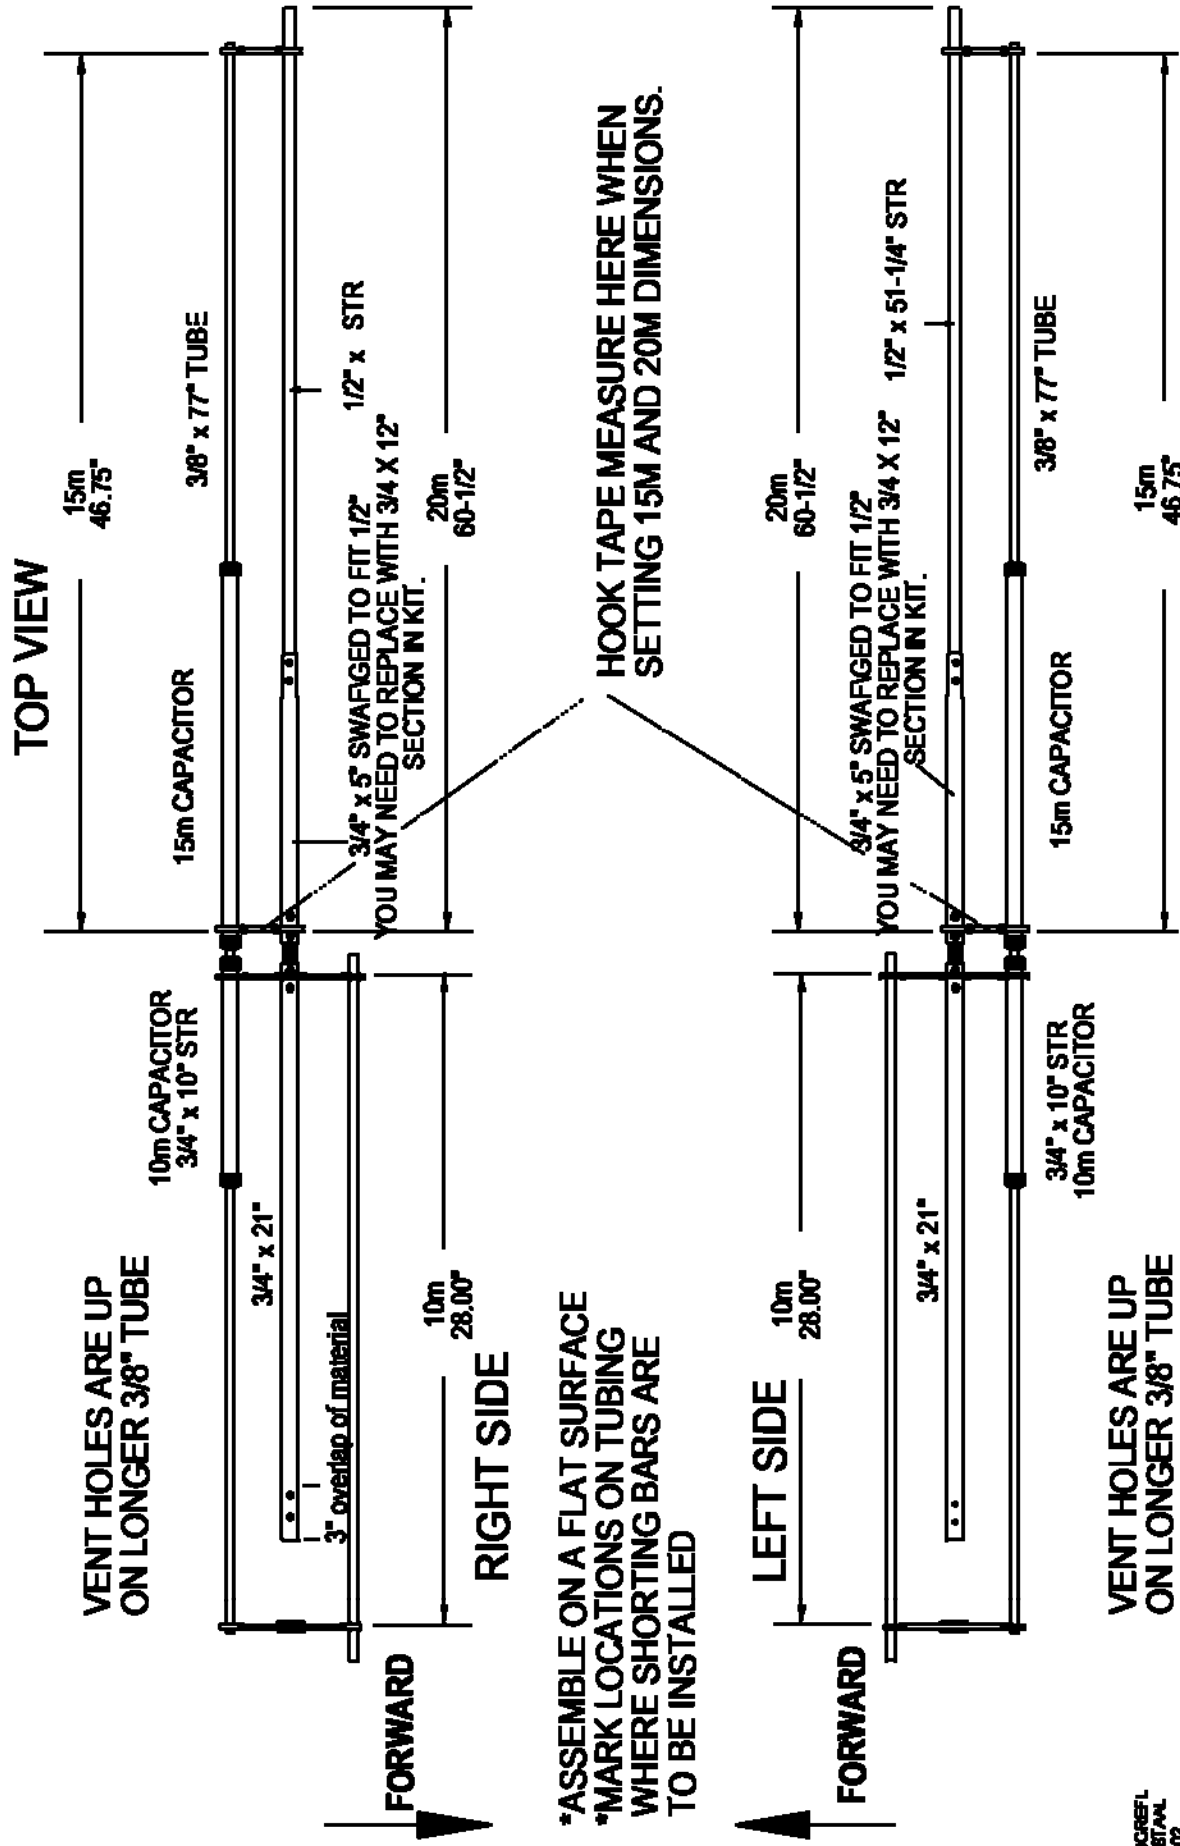 TOP VIEW
15m
46.75"
3/8" x 77" TUBE
15m CAPACITOR
10m CAPACITOR
3/4" x 10" STR
VENT HOLES ARE UP
ON LONGER 3/8" TUBE
1/2" x STR
3/4" x 5" SWAFVGED TO FIT 1/2"
YOU MAY NEED TO REPLACE WITH 3/4 X 12"
SECTION IN KIT.
20m
60-1/2"
3/4" x 21"
3" overlap of material
10m
28.00"
RIGHT SIDE
FORWARD
HOOK TAPE MEASURE HERE WHEN
SETTING 15M AND 20M DIMENSIONS.
*ASSEMBLE ON A FLAT SURFACE
*MARK LOCATIONS ON TUBING
WHERE SHORTING BARS ARE
TO BE INSTALLED
LEFT SIDE
FORWARD
10m
28.00"
20m
60-1/2"
3/4" x 5" SWAFVGED TO FIT 1/2"
YOU MAY NEED TO REPLACE WITH 3/4 X 12"
SECTION IN KIT.
1/2" x 51-1/4" STR
3/4" x 21"
3/8" x 77" TUBE
15m CAPACITOR
3/4" x 10" STR
10m CAPACITOR
15m
46.75"
VENT HOLES ARE UP
ON LONGER 3/8" TUBE